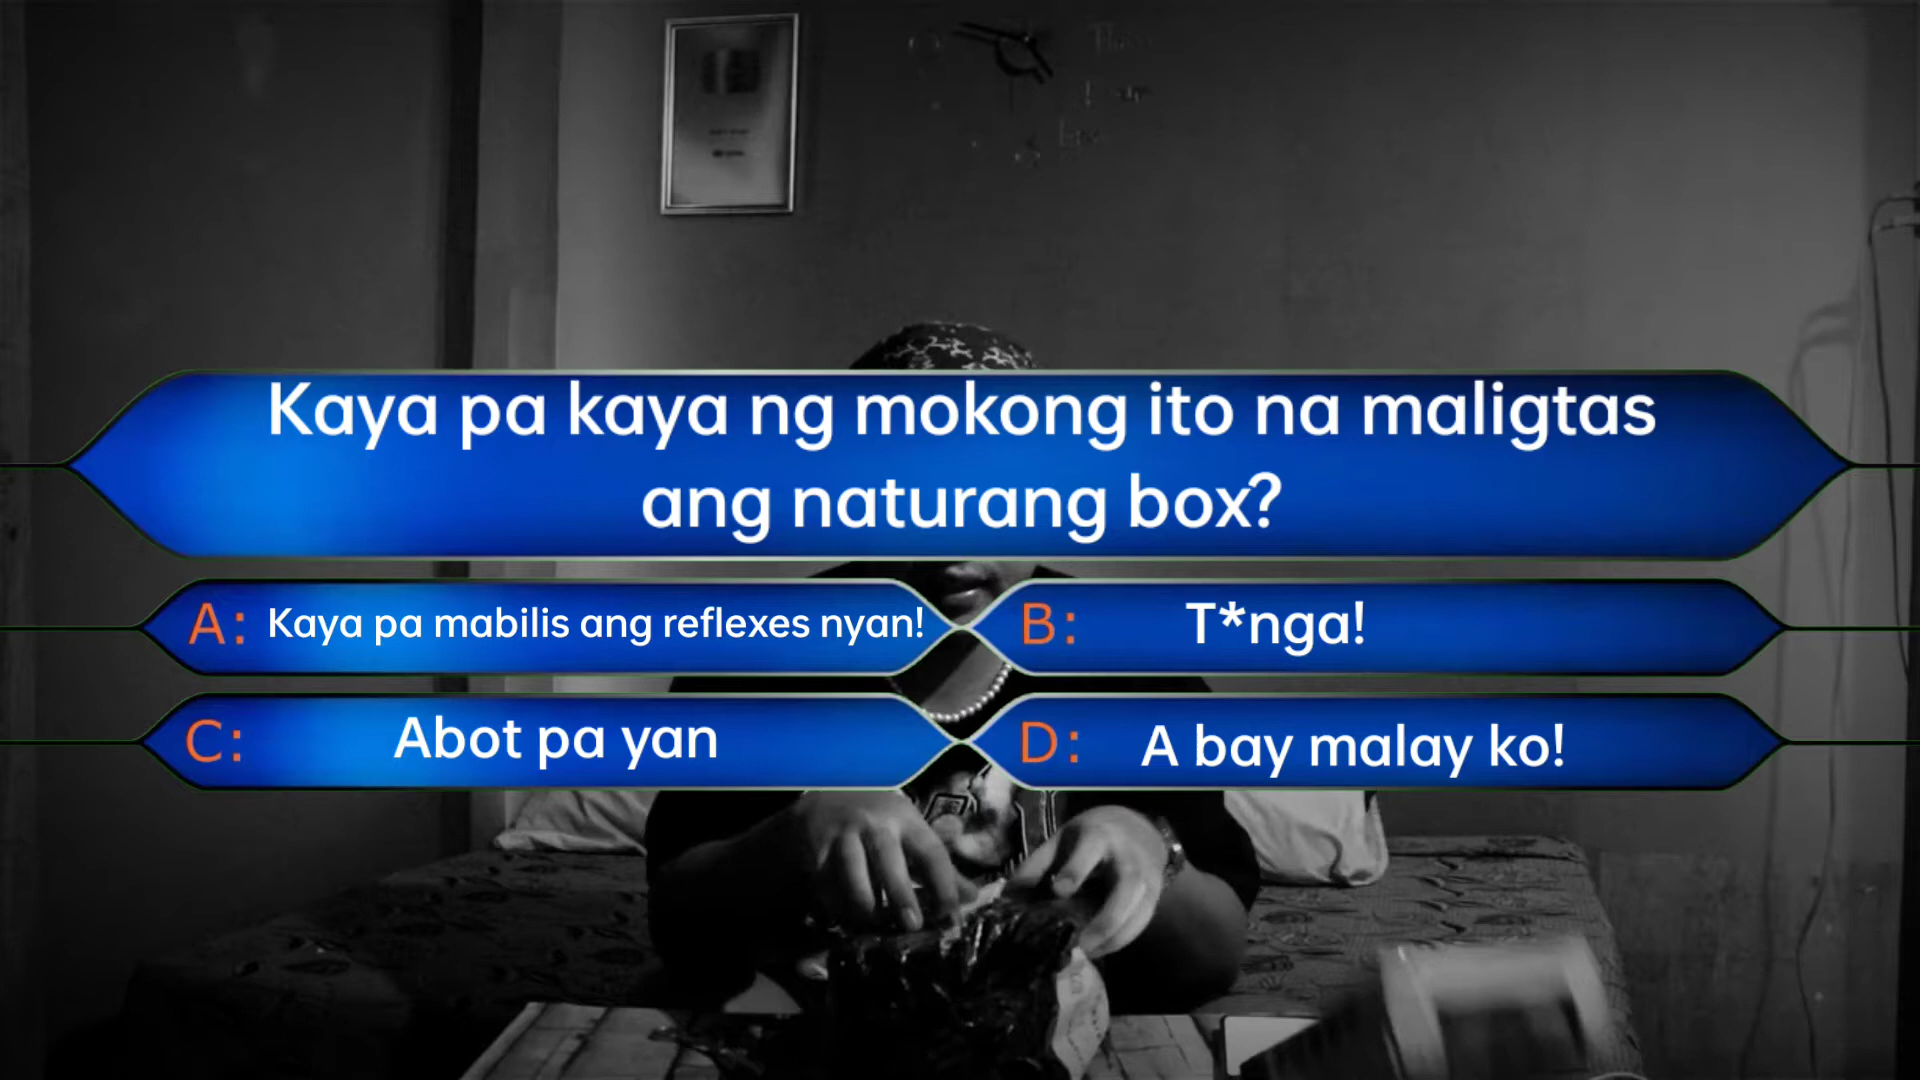 Kaya pa kaya ng mokong ito na maligtas
ang naturang box?
A: Kaya pa mabilis ang reflexes nyan!
B: T*nga!
C: Abot pa yan
D: A bay malay ko!